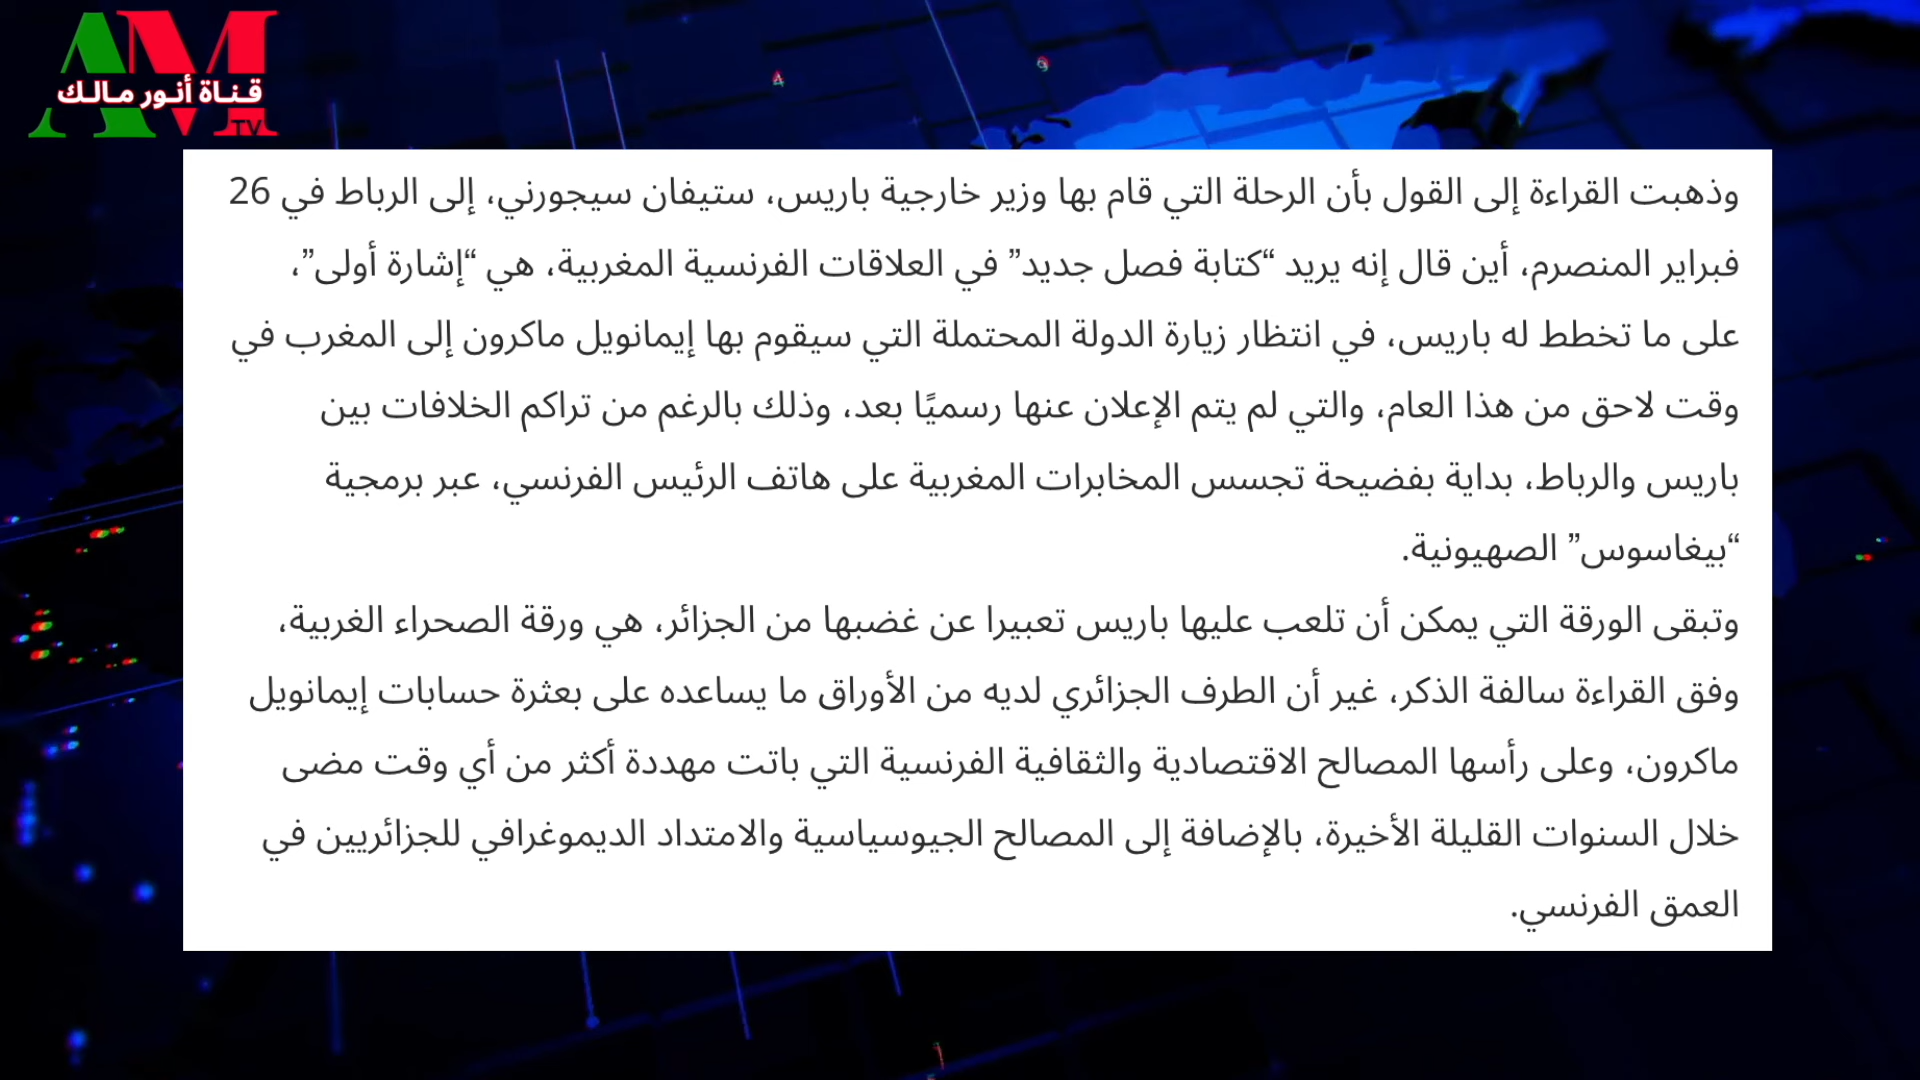 AM
قناة أنور مالك
TV
وذهبت القراءة إلى القول بأن الرحلة التي قام بها وزير خارجية باريس، ستيفان سيجورني، إلى الرباط في 26
فبراير المنصرم، أين قال إنه يريد “كتابة فصل جديد” في العلاقات الفرنسية المغربية، هي “إشارة أولى”،
على ما تخطط له باريس، في انتظار زيارة الدولة المحتملة التي سيقوم بها إيمانويل ماكرون إلى المغرب في
وقت لاحق من هذا العام، والتي لم يتم الإعلان عنها رسميًا بعد، وذلك بالرغم من تراكم الخلافات بين
باريس والرباط، بداية بفضيحة تجسس المخابرات المغربية على هاتف الرئيس الفرنسي، عبر برمجية
“بيغاسوس” الصهيونية.
وتبقى الورقة التي يمكن أن تلعب عليها باريس تعبيرا عن غضبها من الجزائر، هي ورقة الصحراء الغربية،
وفق القراءة سالفة الذكر، غير أن الطرف الجزائري لديه من الأوراق ما يساعده على بعثرة حسابات إيمانويل
ماكرون، وعلى رأسها المصالح الاقتصادية والثقافية الفرنسية التي باتت مهددة أكثر من أي وقت مضى
خلال السنوات القليلة الأخيرة، بالإضافة إلى المصالح الجيوسياسية والامتداد الديموغرافي للجزائريين في
العمق الفرنسي.